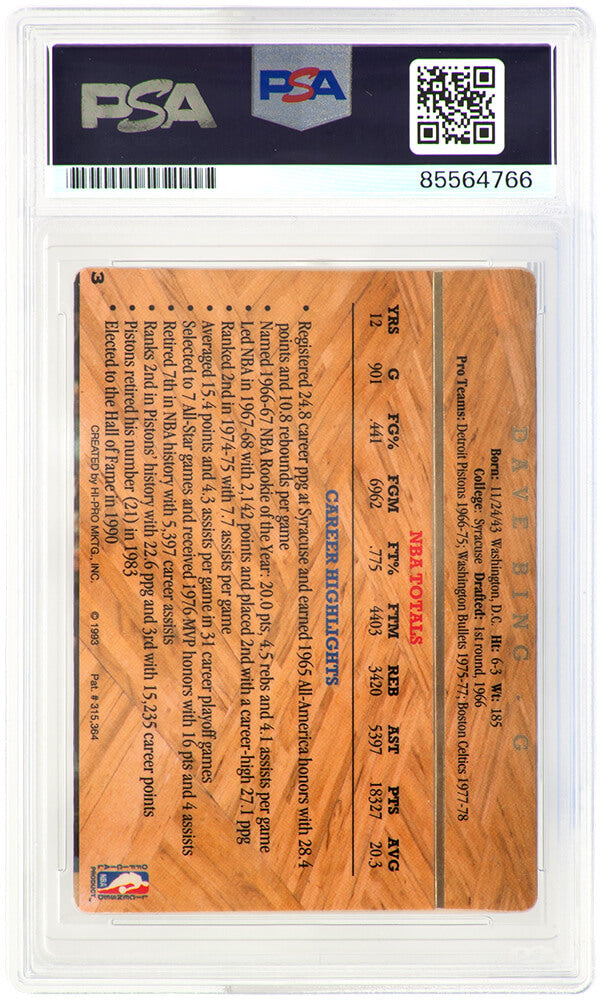 PSA
PSA
85564766
DAVE BING · G
Born: 11/24/43 Washington, D.C. Ht: 6-3 Wt: 185
College: Syracuse Drafted: 1st round, 1966
Pro Teams: Detroit Pistons 1966-75; Washington Bullets 1975-77; Boston Celtics 1977-78
NBA TOTALS
YRS G FG% FGM FT% FTM REB AST PTS AVG
12 901 .441 6962 .775 4403 3420 5397 18327 20.3
CAREER HIGHLIGHTS
• Registered 24.8 career ppg at Syracuse and earned 1965 All-America honors with 28.4
points and 10.8 rebounds per game
• Named 1966-67 NBA Rookie of the Year: 20.0 pts, 4.5 rebs and 4.1 assists per game
• Led NBA in 1967-68 with 2,142 points and placed 2nd with a career-high 27.1 ppg
• Ranked 2nd in 1974-75 with 7.7 assists per game
• Averaged 15.4 points and 4.3 assists per game in 31 career playoff games
• Selected to 7 All-Star games and received 1976 MVP honors with 16 pts and 4 assists
• Retired 7th in NBA history with 5,397 career assists
• Ranks 2nd in Pistons' history with 22.6 ppg and 3rd with 15,235 career points
• Pistons retired his number (21) in 1983
• Elected to the Hall of Fame in 1990
3
CREATED by HI-PRO MKTG., INC. © 1993 Pat. # 315,364
OFFICIAL
LICENSED
NBA
PRODUCT™